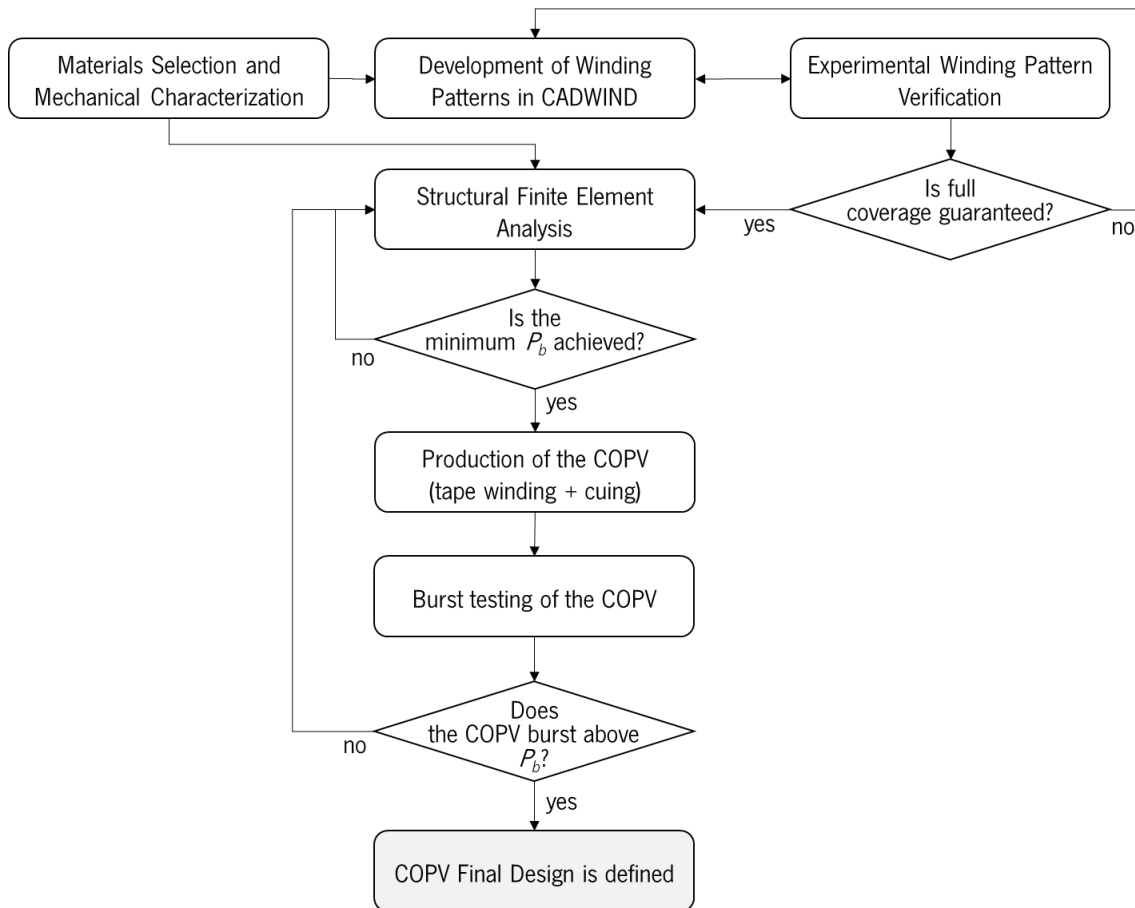 Materials Selection and
Mechanical Characterization
Development of Winding
Patterns in CADWIND
Experimental Winding Pattern
Verification
Structural Finite Element
Analysis
yes
Is full
coverage guaranteed?
no
Is the
minimum P_b achieved?
no
yes
Production of the COPV
(tape winding + cuing)
Burst testing of the COPV
Does
the COPV burst above
P_b?
no
yes
COPV Final Design is defined